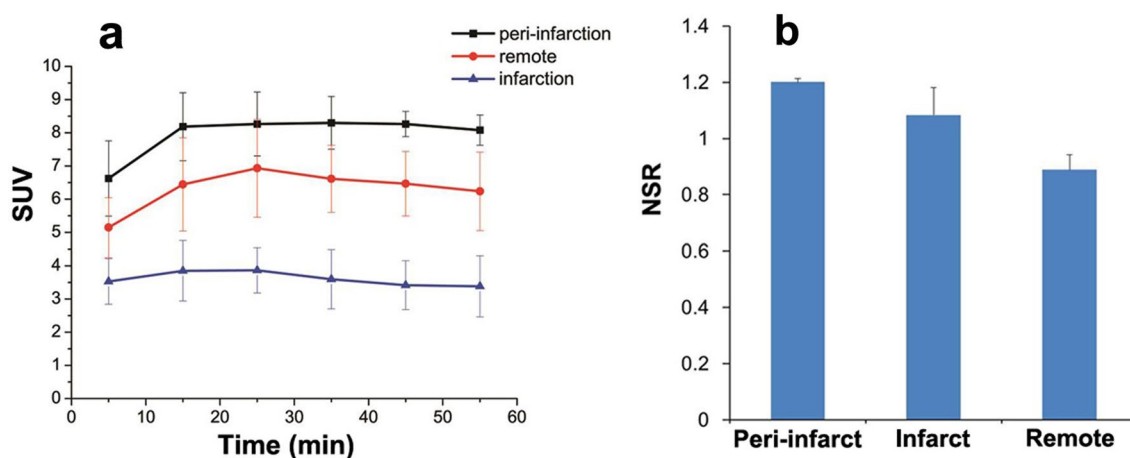 a
peri-infarction
remote
infarction
10
9
8
7
6
5
4
3
2
1
0
SUV
0 10 20 30 40 50 60
Time (min)
b
1.4
1.2
1
0.8
0.6
0.4
0.2
0
NSR
Peri-infarct Infarct Remote